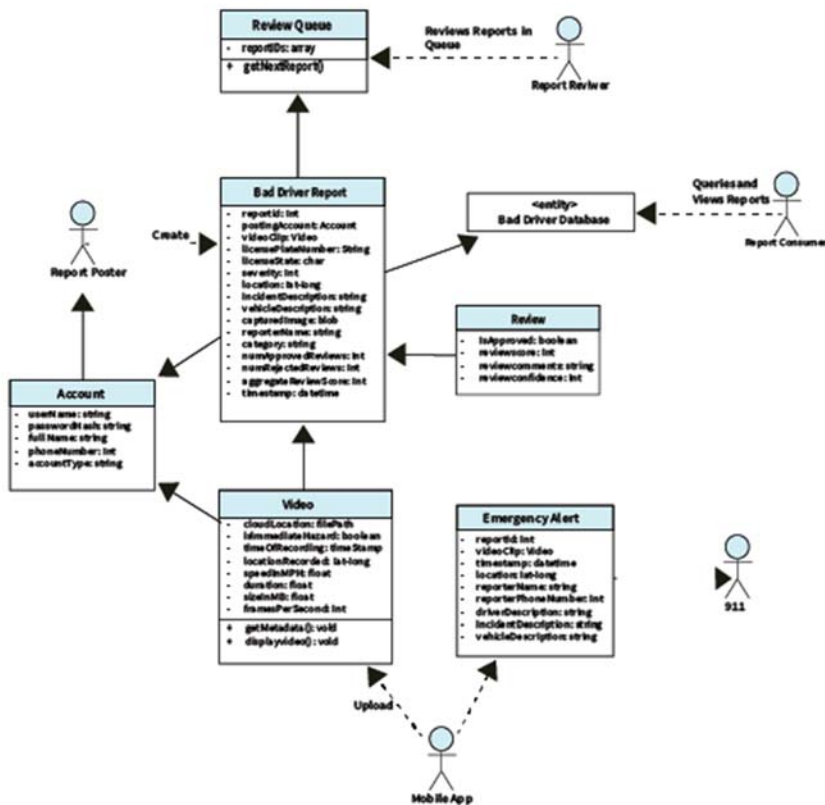 Review Queue
- reportIDs: array
+ getNextReport()
Reviews Reports in
Queue
Report Reviwer
Bad Driver Report
- reportid: Int
- postingAccount: Account
- videoClip: Video
- licensePlateNumber: String
- licenseState: char
- severity: Int
- location: lat-long
- IncidentDescription: string
- vehicleDescription: string
- capturedImage: blob
- reporterName: string
- category: string
- numApprovedReviews: Int
- numRejectedReviews: Int
- aggregateReviewScore: Int
- timestamp: datetime
<entity>
Bad Driver Database
Queries and
Views Reports
Report Consumer
Create
Report Poster
Review
- IsApproved: boolean
- reviewscore: Int
- reviewcomments: string
- reviewconfidence: Int
Account
- userName: string
- passwordHash: string
- full Name: string
- phoneNumber: Int
- accountType: string
Video
- cloudLocation: filePath
- IsImmediateHazard: boolean
- timeOfRecording: timeStamp
- locationRecorded: lat-long
- speedInMPH: float
- duration: float
- sizeInMB: float
- framesPerSecond: Int
+ getMetadata(): void
+ displayvideo() : void
Emergency Alert
- reportId: Int
- videoClip: Video
- timestamp: datetime
- location: lat-long
- reporterName: string
- reporterPhoneNumber: Int
- driverDescription: string
- IncidentDescription: string
- vehicleDescription: string
911
Upload
Mobile App